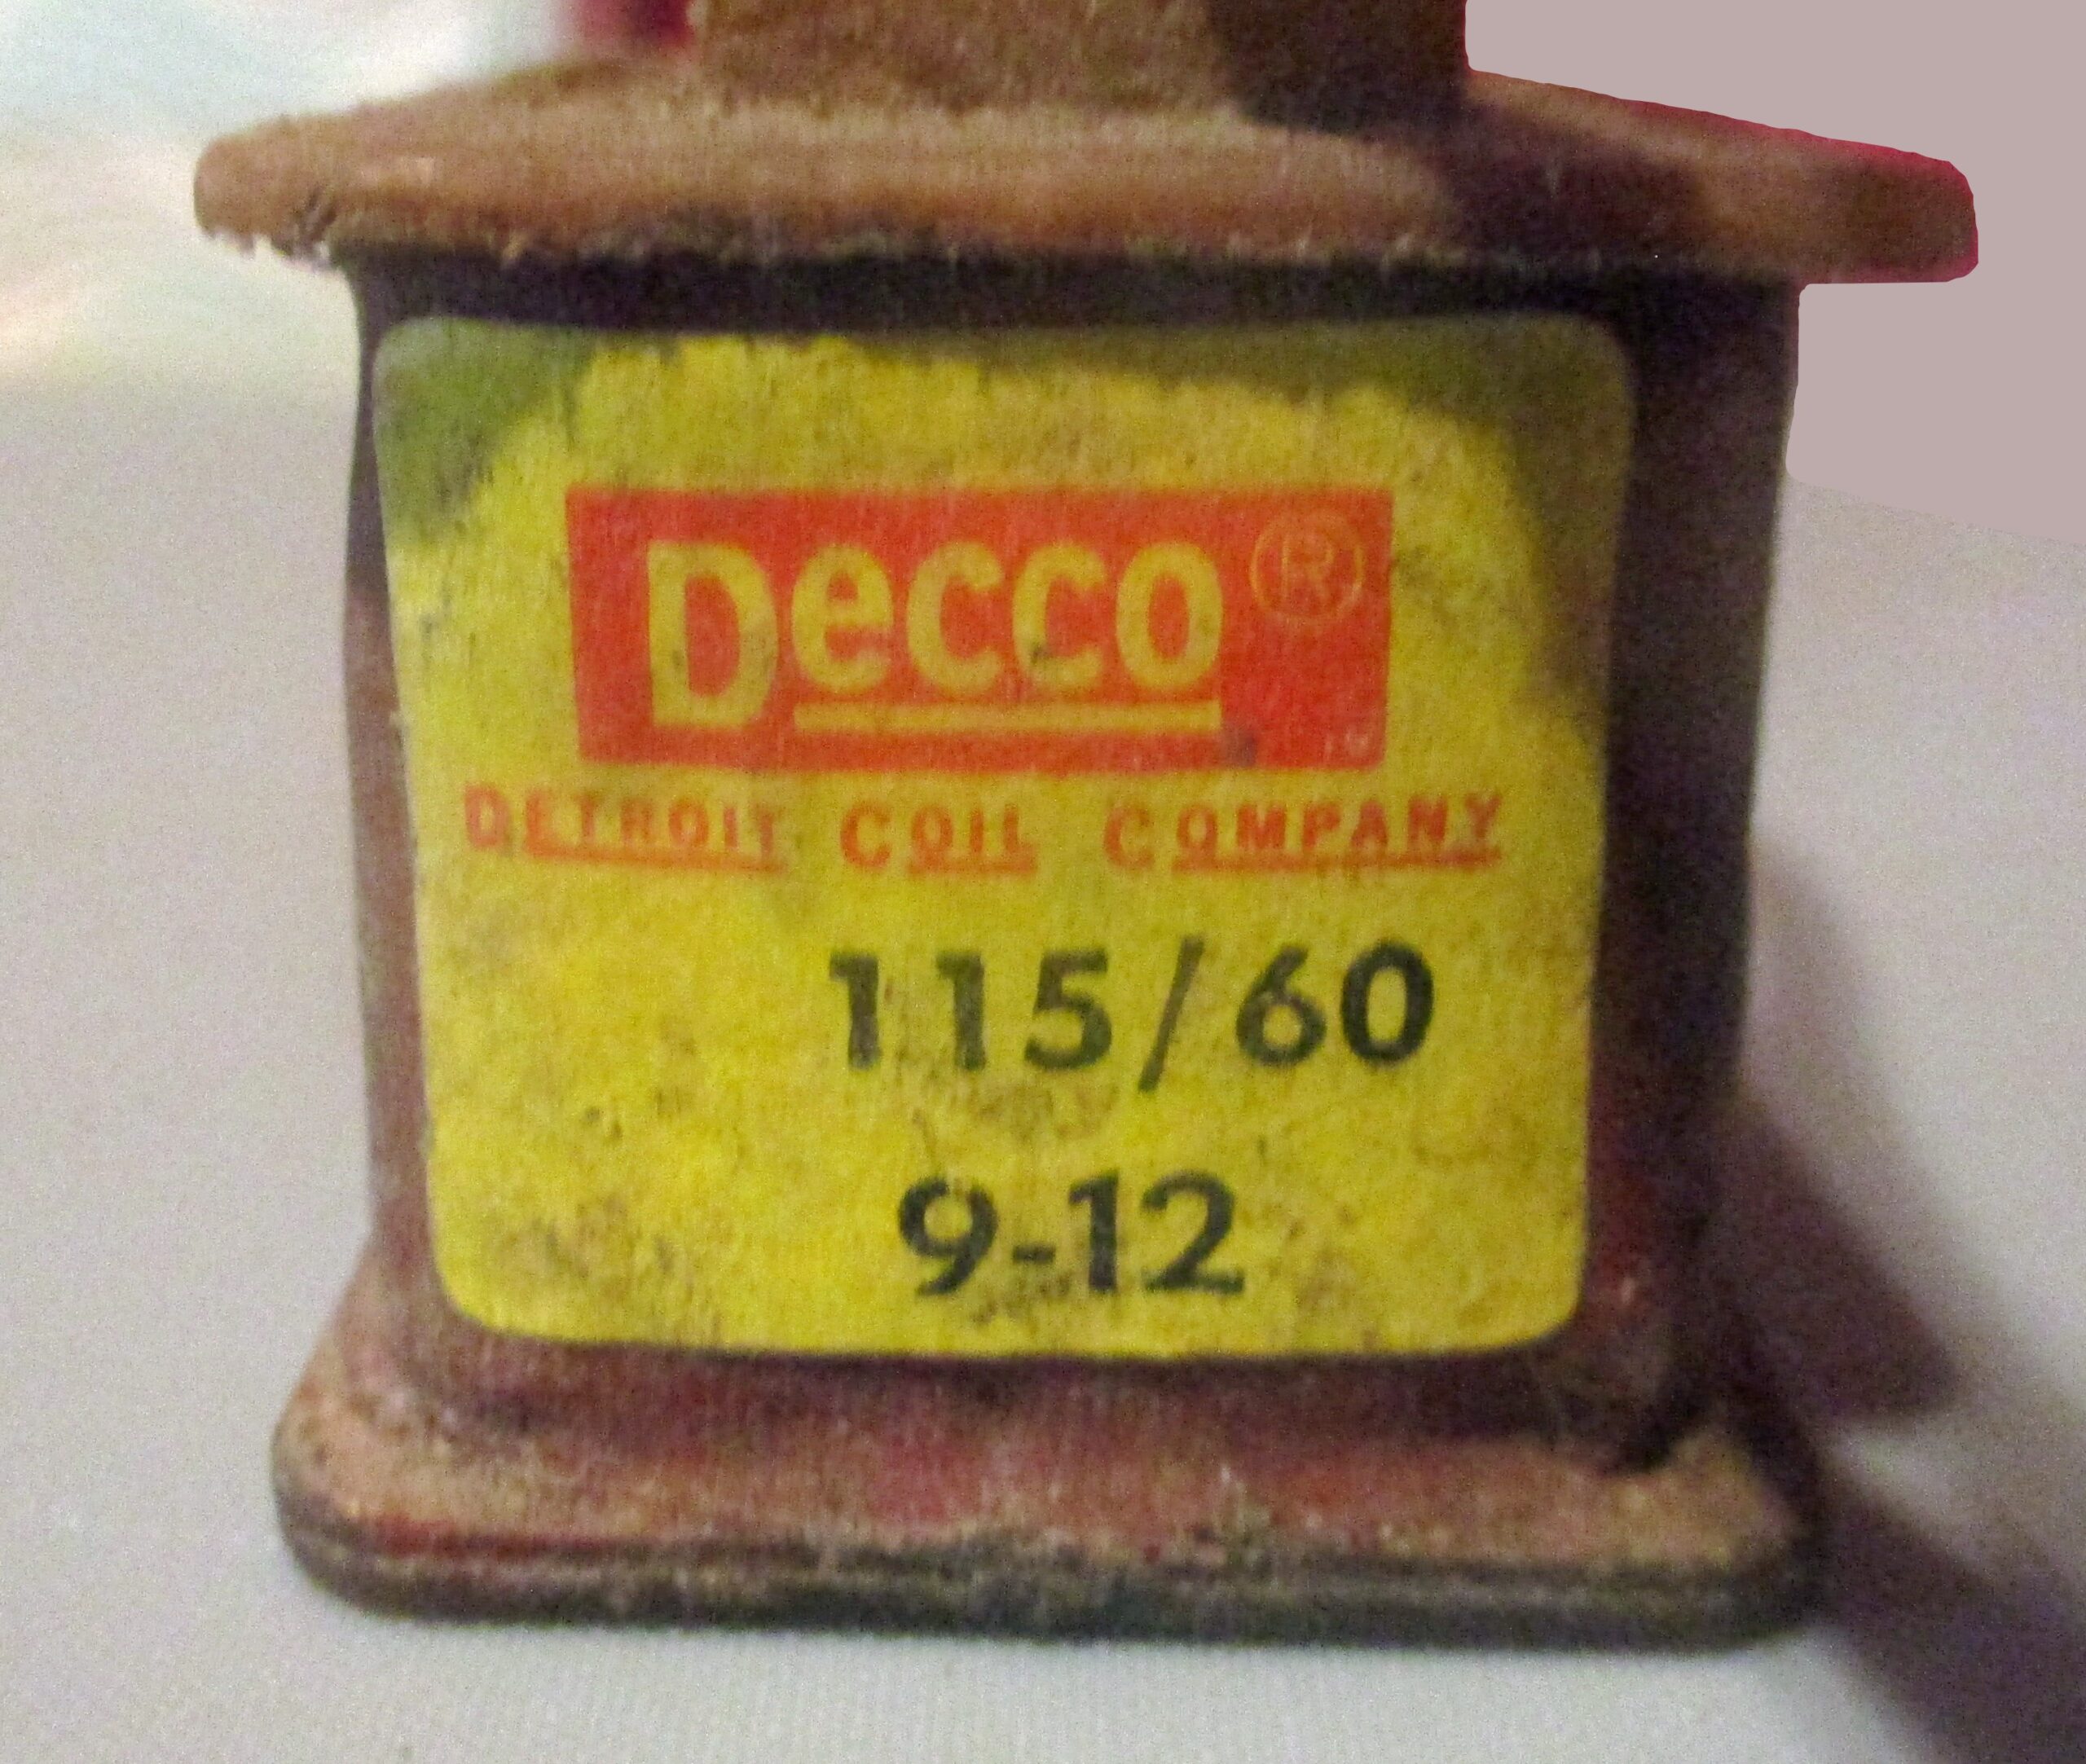 Decco®
DETROIT COIL COMPANY
115/60
9-12